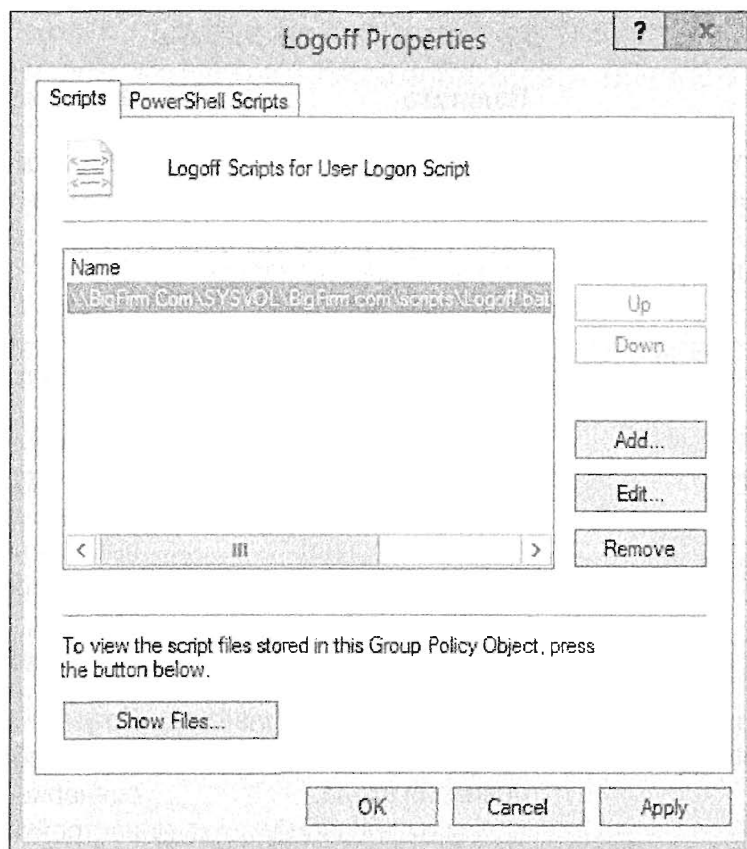 Logoff Properties
? x
Scripts PowerShell Scripts
Logoff Scripts for User Logon Script
Name
\\BigFirm.Com\SYSVOL\BigFirm.com\scripts\Logoff.bat
Up
Down
Add...
Edit...
Remove
To view the script files stored in this Group Policy Object, press
the button below.
Show Files...
OK Cancel Apply